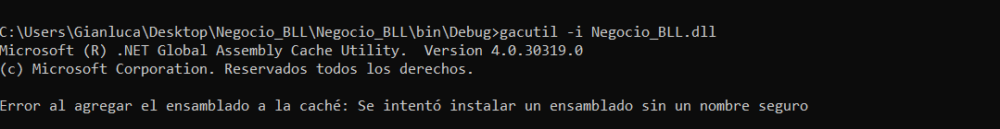 C:\Users\Gianluca\Desktop\Negocio_BLL\Negocio_BLL\bin\Debug>gacutil -i Negocio_BLL.dll
Microsoft (R) .NET Global Assembly Cache Utility.  Version 4.0.30319.0
(c) Microsoft Corporation. Reservados todos los derechos.
Error al agregar el ensamblado a la caché: Se intentó instalar un ensamblado sin un nombre seguro